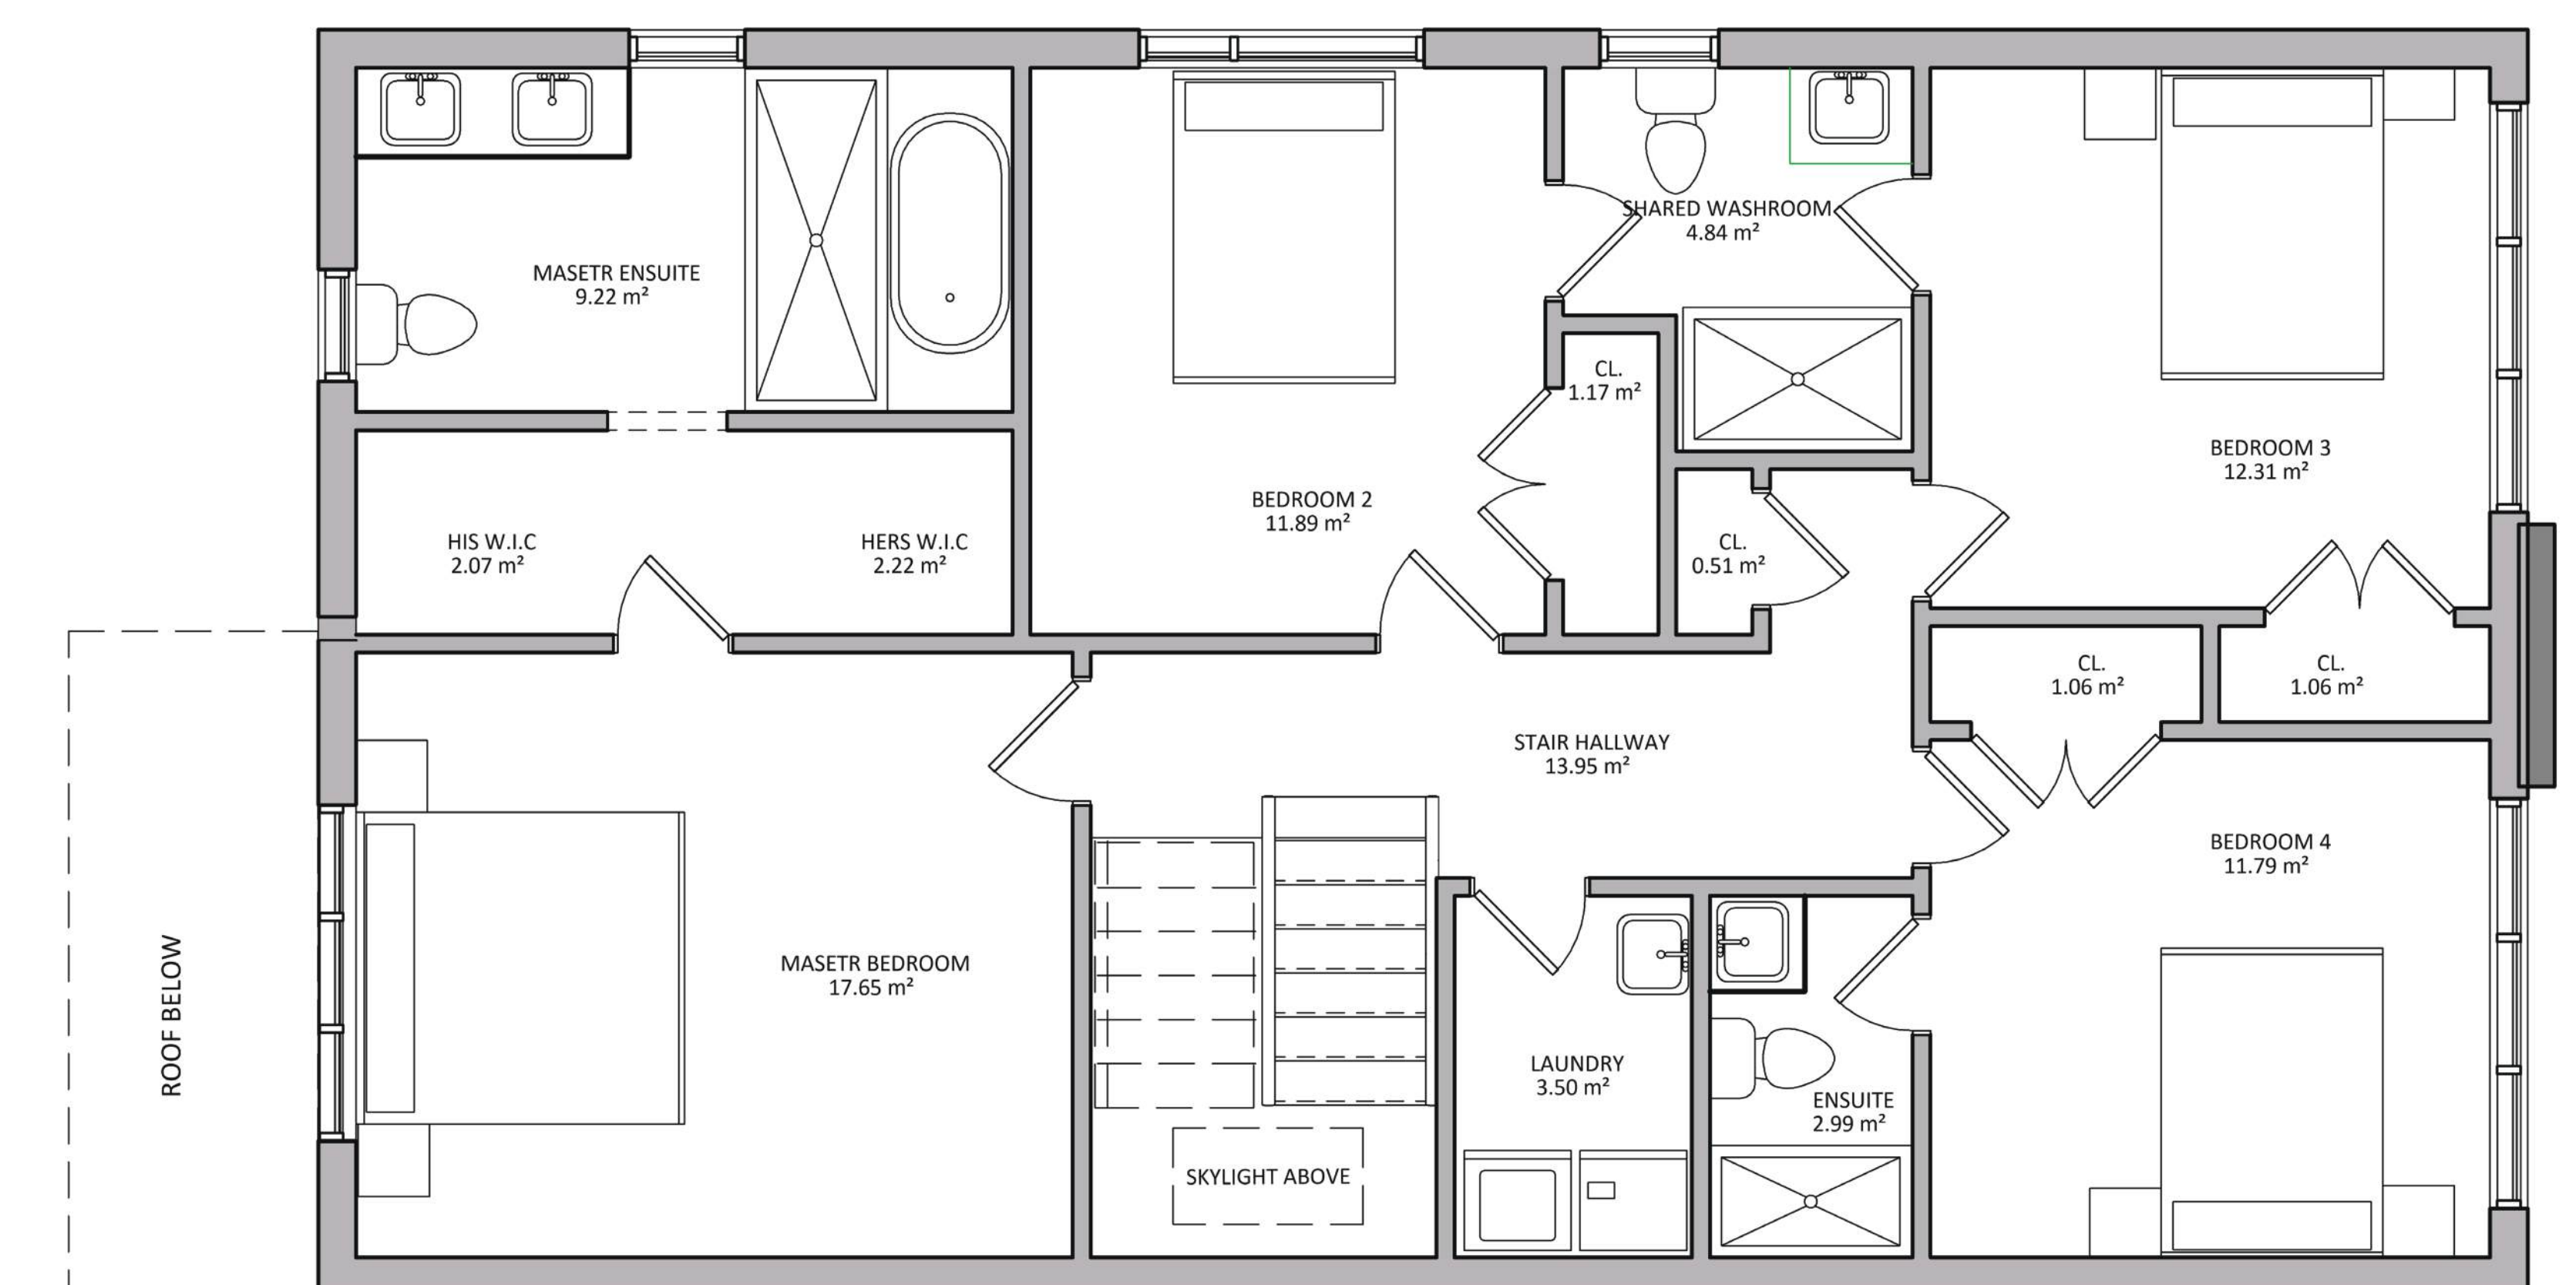 MASETR ENSUITE
9.22 m²
SHARED WASHROOM
4.84 m²
CL.
1.17 m²
BEDROOM 3
12.31 m²
BEDROOM 2
11.89 m²
HIS W.I.C
2.07 m²
HERS W.I.C
2.22 m²
CL.
0.51 m²
CL.
1.06 m²
CL.
1.06 m²
STAIR HALLWAY
13.95 m²
BEDROOM 4
11.79 m²
MASETR BEDROOM
17.65 m²
ROOF BELOW
LAUNDRY
3.50 m²
ENSUITE
2.99 m²
SKYLIGHT ABOVE